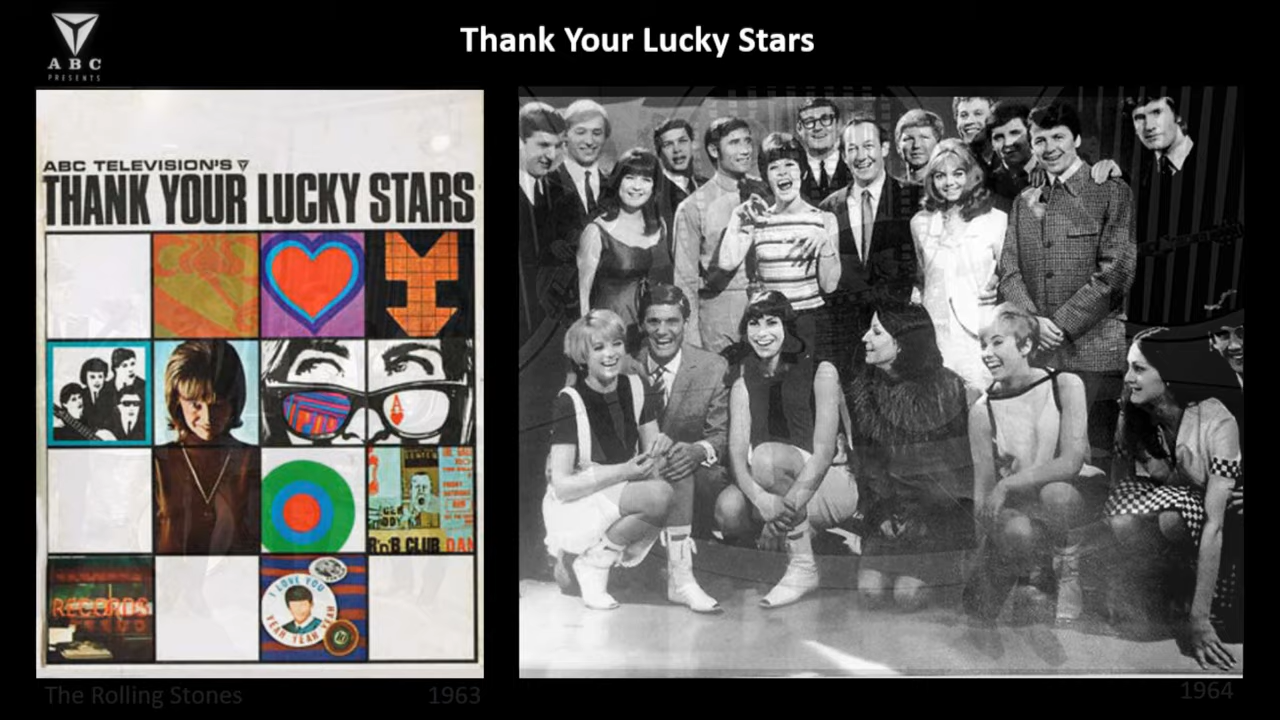 Thank Your Lucky Stars
A B C
PRESENTS
ABC TELEVISION'S
THANK YOUR LUCKY STARS
A
R'n'B CLUB DAN
RECORDS
I LOVE YOU
YEAH YEAH YEAH
The Rolling Stones
1963
1964